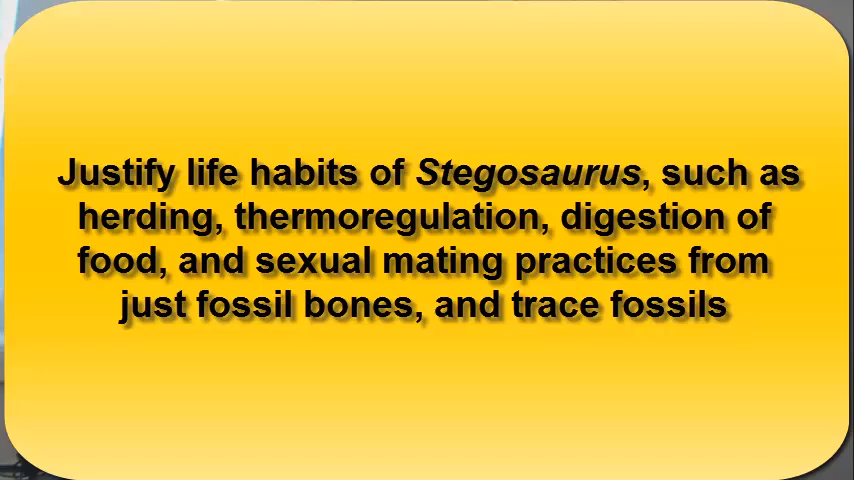 Justify life habits of Stegosaurus, such as
herding, thermoregulation, digestion of
food, and sexual mating practices from
just fossil bones, and trace fossils